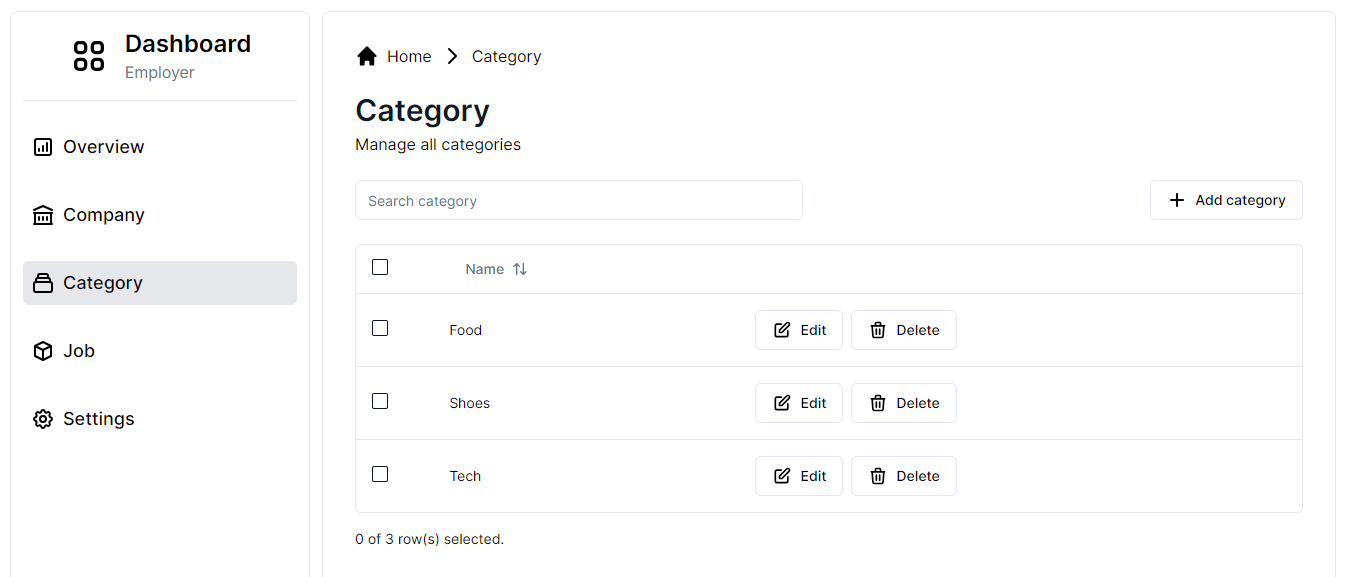 Dashboard
Employer
Overview
Company
Category
Job
Settings
Home Category
Category
Manage all categories
Search category
Add category
Name
Food Edit Delete
Shoes Edit Delete
Tech Edit Delete
0 of 3 row(s) selected.